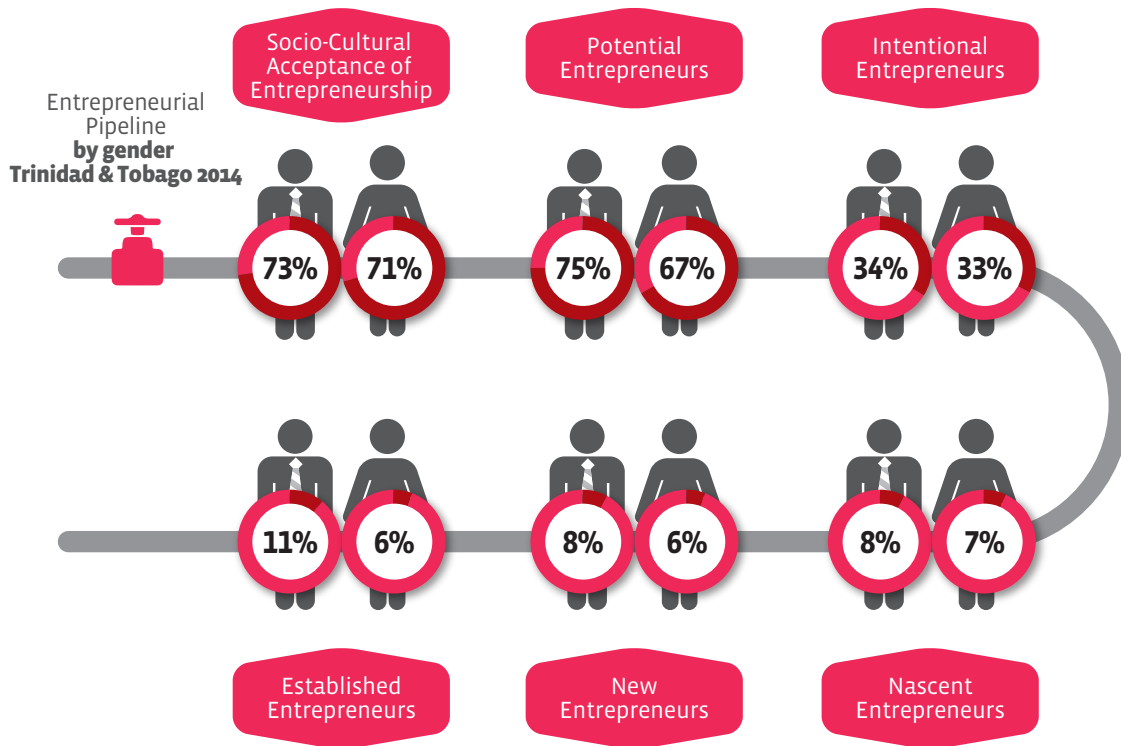 Socio-Cultural
Acceptance of
Entrepreneurship
Potential
Entrepreneurs
Intentional
Entrepreneurs
Entrepreneurial
Pipeline
by gender
Trinidad & Tobago 2014
73%
71%
75%
67%
34%
33%
11%
6%
8%
6%
8%
7%
Established
Entrepreneurs
New
Entrepreneurs
Nascent
Entrepreneurs